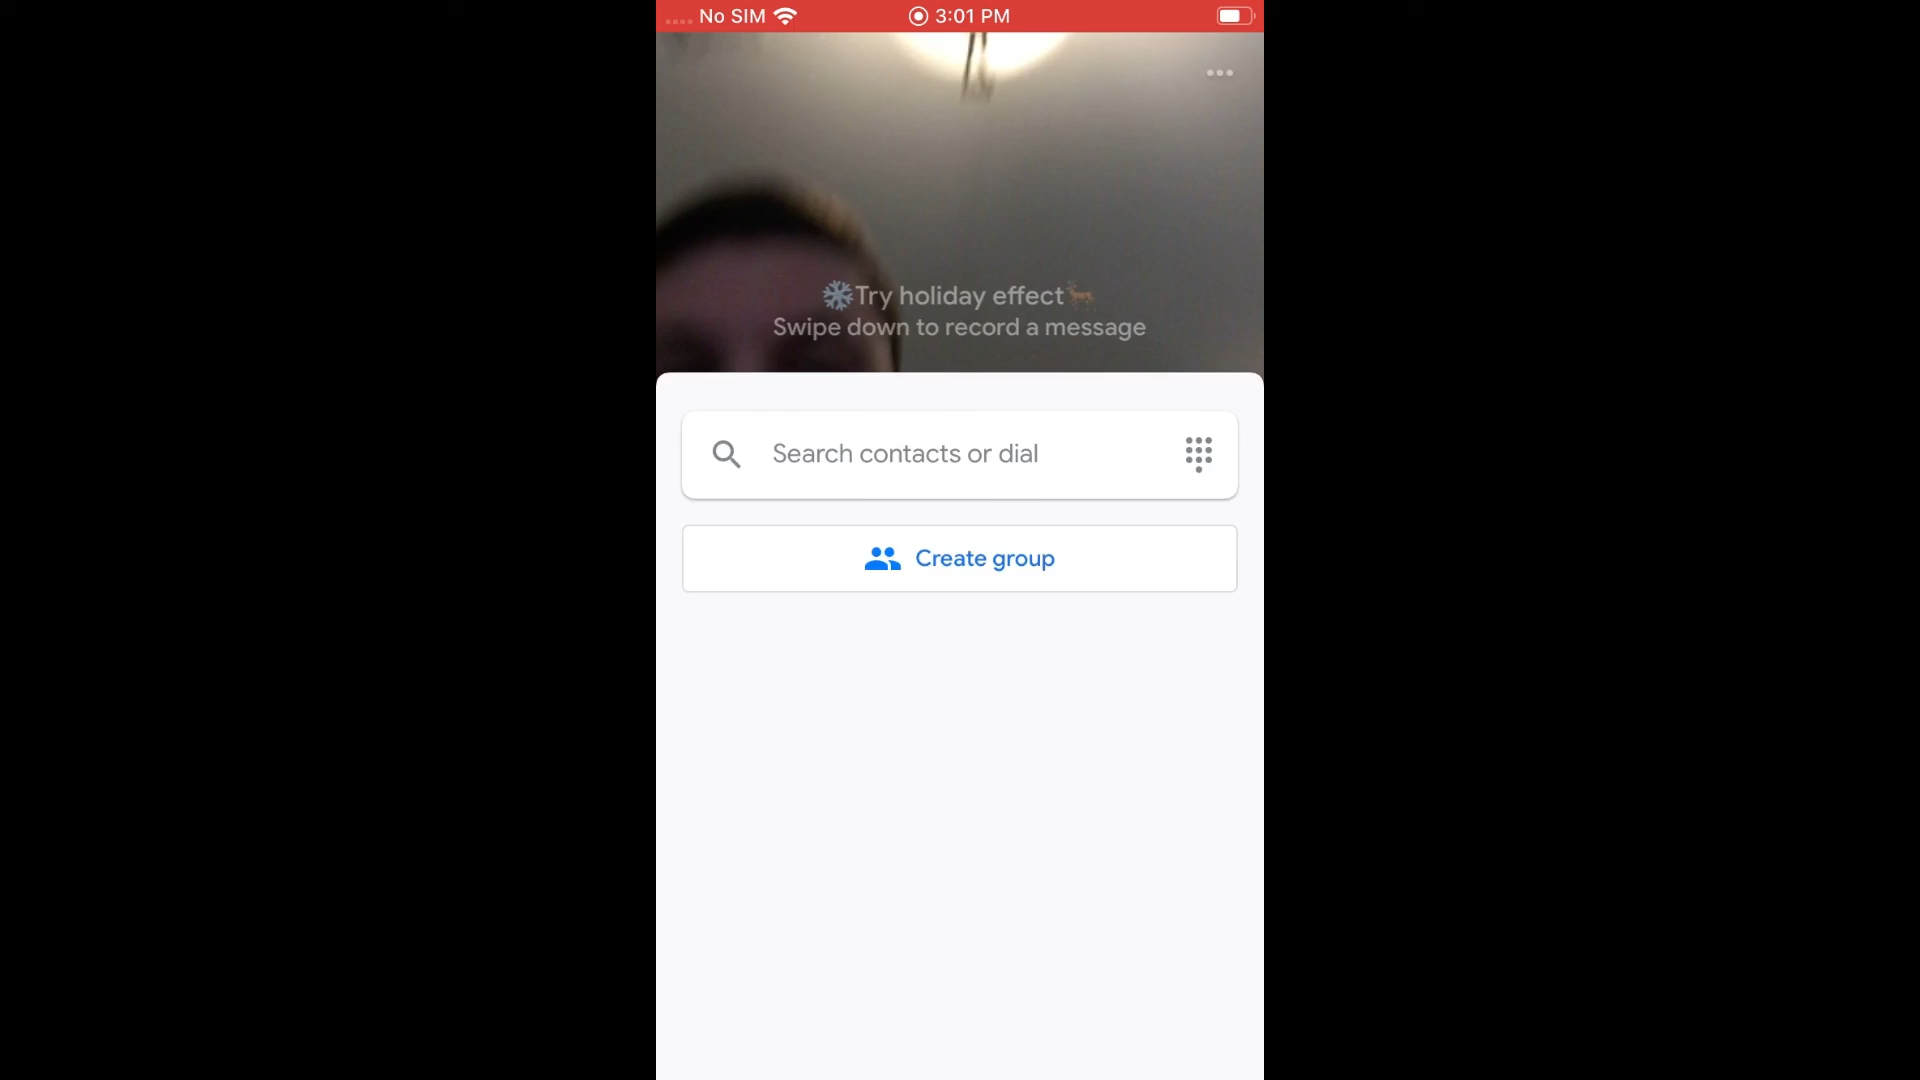 No SIM
3:01 PM
❄️Try holiday effect🦌
Swipe down to record a message
Search contacts or dial
Create group